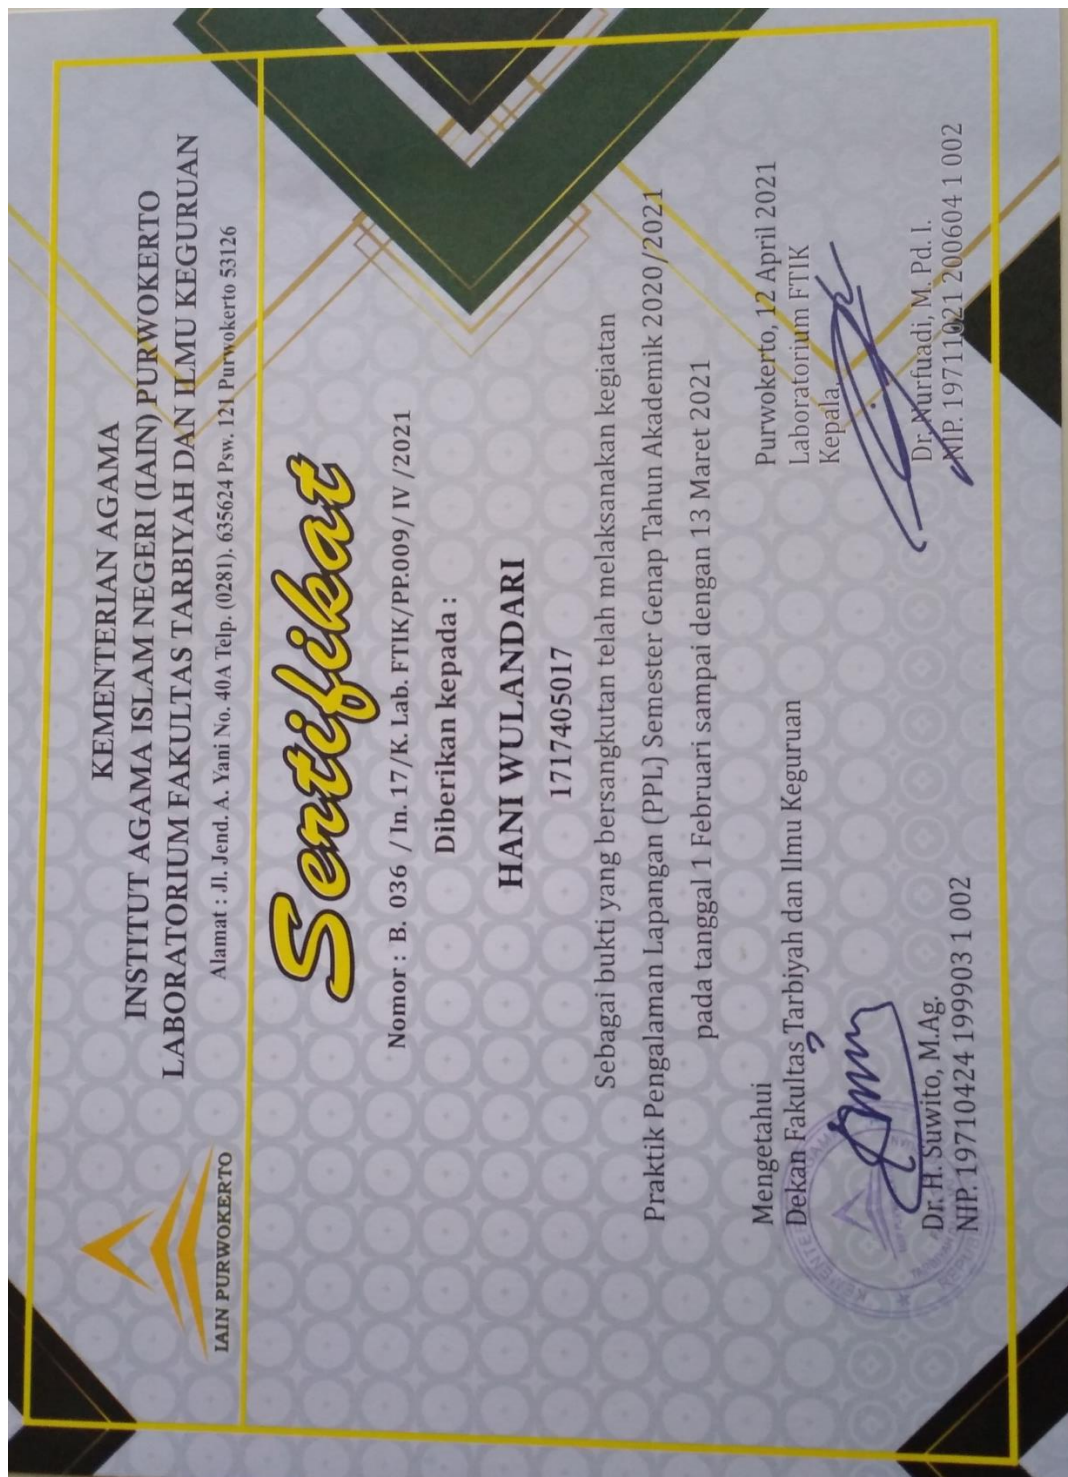 KEMENTERIAN AGAMA
INSTITUT AGAMA ISLAM NEGERI (IAIN) PURWOKERTO
LABORATORIUM FAKULTAS TARBIYAH DAN ILMU KEGURUAN
Alamat : Jl. Jend. A. Yani No. 40A Telp. (0281). 635624 Psw. 121 Purwokerto 53126
IAIN PURWOKERTO
Sertifikat
Nomor : B. 036 / In. 17/K. Lab. FTIK/PP.009/ IV /2021
Diberikan kepada :
HANI WULANDARI
1717405017
Sebagai bukti yang bersangkutan telah melaksanakan kegiatan
Praktik Pengalaman Lapangan (PPL) Semester Genap Tahun Akademik 2020/2021
pada tanggal 1 Februari sampai dengan 13 Maret 2021
Mengetahui
Dekan Fakultas Tarbiyah dan Ilmu Keguruan
Dr. H. Suwito, M.Ag.
NIP. 19710424 199903 1 002
Purwokerto, 12 April 2021
Laboratorium FTIK
Kepala,
Dr. Nurfuadi, M. Pd. I.
NIP. 19711021 200604 1 002